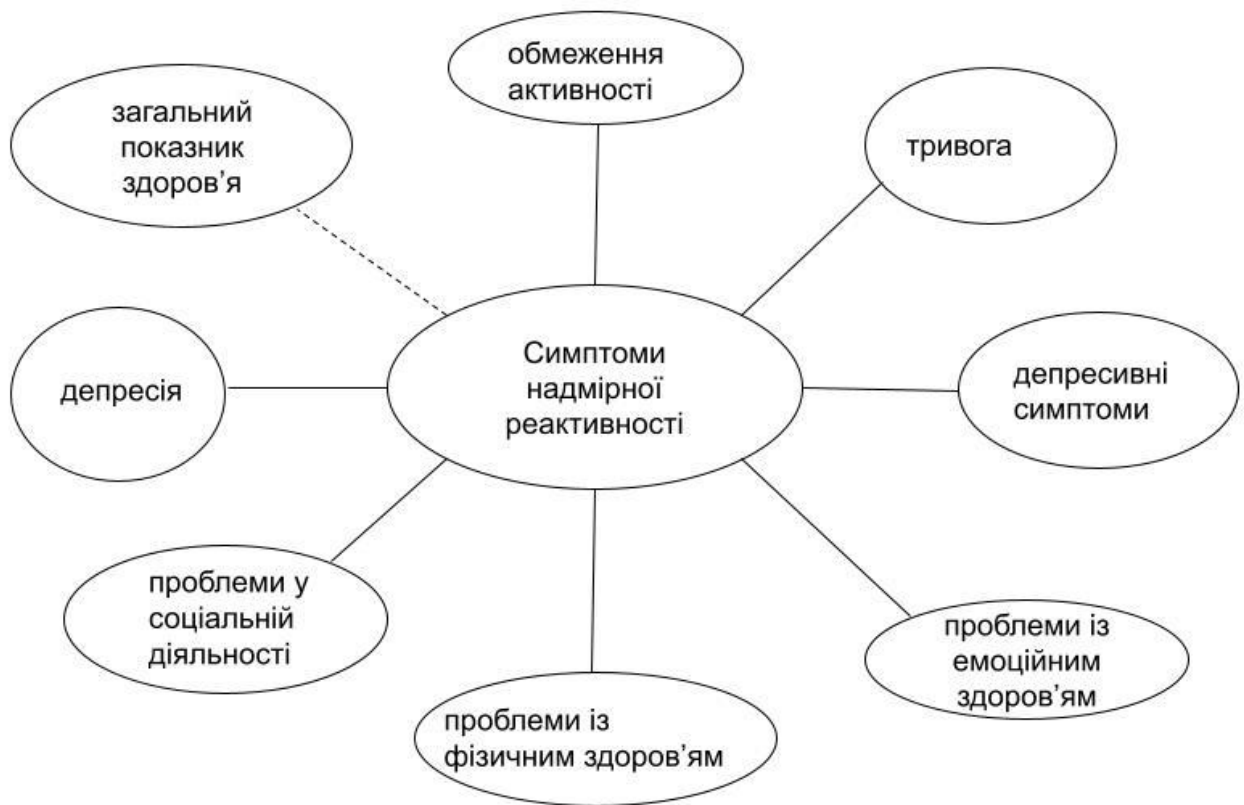 обмеження
активності
загальний
показник
здоров’я
тривога
Симптоми
надмірної
реактивності
депресія
депресивні
симптоми
проблеми у
соціальній
діяльності
проблеми із
емоційним
здоров’ям
проблеми із
фізичним здоров’ям